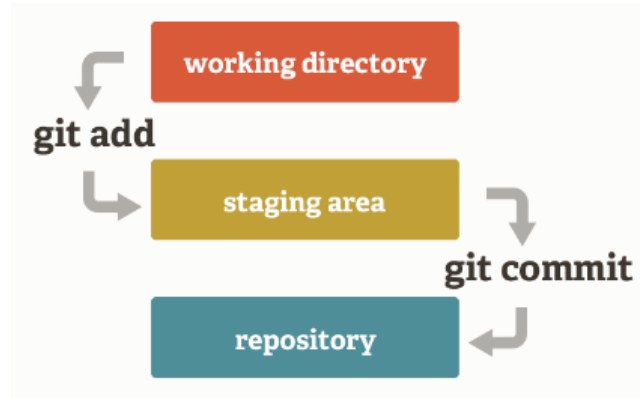 working directory
git add
staging area
git commit
repository